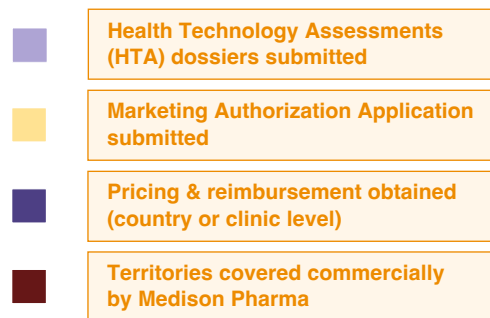 Health Technology Assessments
(HTA) dossiers submitted
Marketing Authorization Application
submitted
Pricing & reimbursement obtained
(country or clinic level)
Territories covered commercially
by Medison Pharma